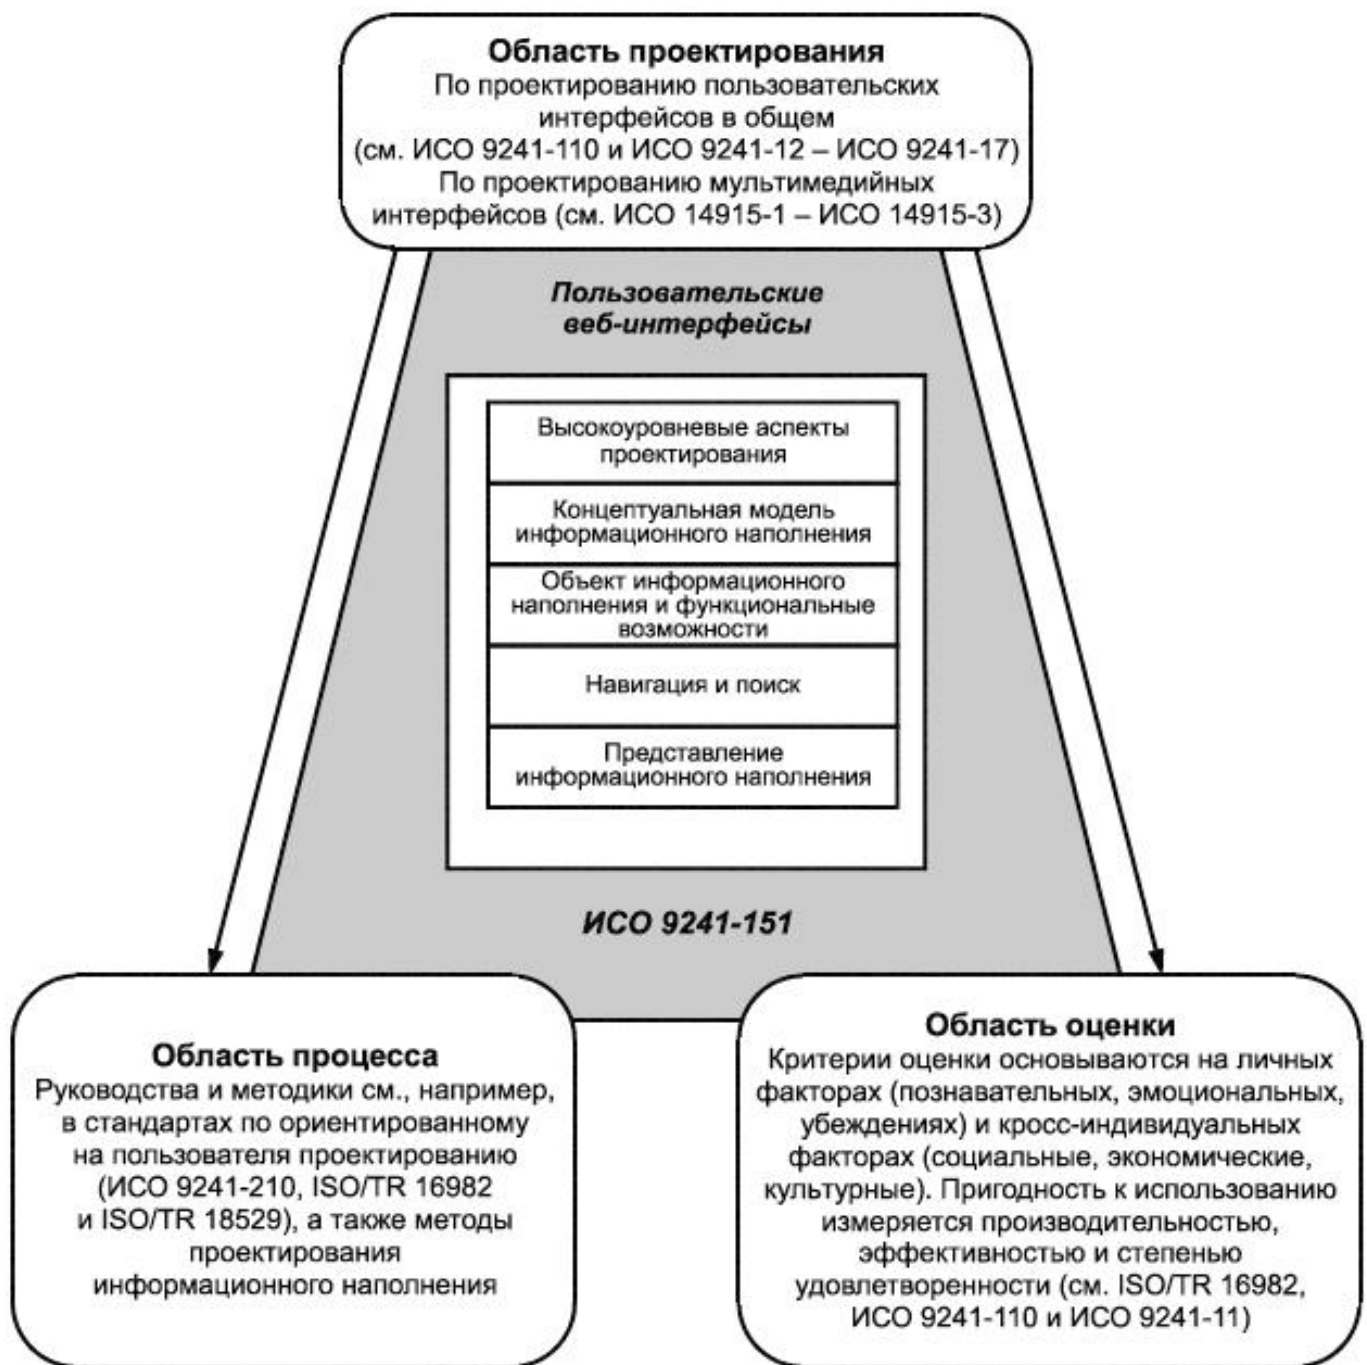 Область проектирования
По проектированию пользовательских
интерфейсов в общем
(см. ИСО 9241-110 и ИСО 9241-12 – ИСО 9241-17)
По проектированию мультимедийных
интерфейсов (см. ИСО 14915-1 – ИСО 14915-3)
Пользовательские
веб-интерфейсы
Высокоуровневые аспекты
проектирования
Концептуальная модель
информационного наполнения
Объект информационного
наполнения и функциональные
возможности
Навигация и поиск
Представление
информационного наполнения
ИСО 9241-151
Область процесса
Руководства и методики см., например,
в стандартах по ориентированному
на пользователя проектированию
(ИСО 9241-210, ISO/TR 16982
и ISO/TR 18529), а также методы
проектирования
информационного наполнения
Область оценки
Критерии оценки основываются на личных
факторах (познавательных, эмоциональных,
убеждениях) и кросс-индивидуальных
факторах (социальные, экономические,
культурные). Пригодность к использованию
измеряется производительностью,
эффективностью и степенью
удовлетворенности (см. ISO/TR 16982,
ИСО 9241-110 и ИСО 9241-11)